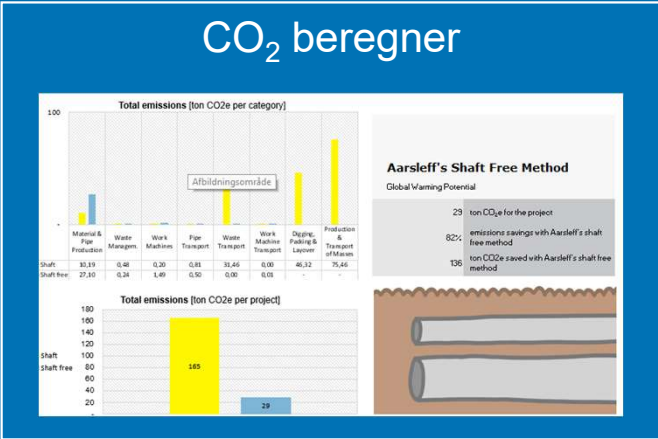 CO₂ beregner
Total emissions [ton CO2e per category]
100
-
Afbildningsområde
Material & Pipe Production
Waste Managem.
Work Machines
Pipe Transport
Waste Transport
Work Machine Transport
Digging, Packing & Layover
Production & Transport of Masses
Shaft 10,19 0,48 0,20 0,81 31,46 0,00 46,32 75,46
Shaft free 27,10 0,24 1,49 0,50 0,00 0,01 - -
Total emissions [ton CO2e per project]
180
160
140
120
100
80
60
40
20
-
Shaft
Shaft free
165
29
Aarsleff's Shaft Free Method
Global Warming Potential
29 ton CO₂e for the project
82% emissions savings with Aarsleff's shaft
free method
136 ton CO2e saved with Aarsleff's shaft free
method